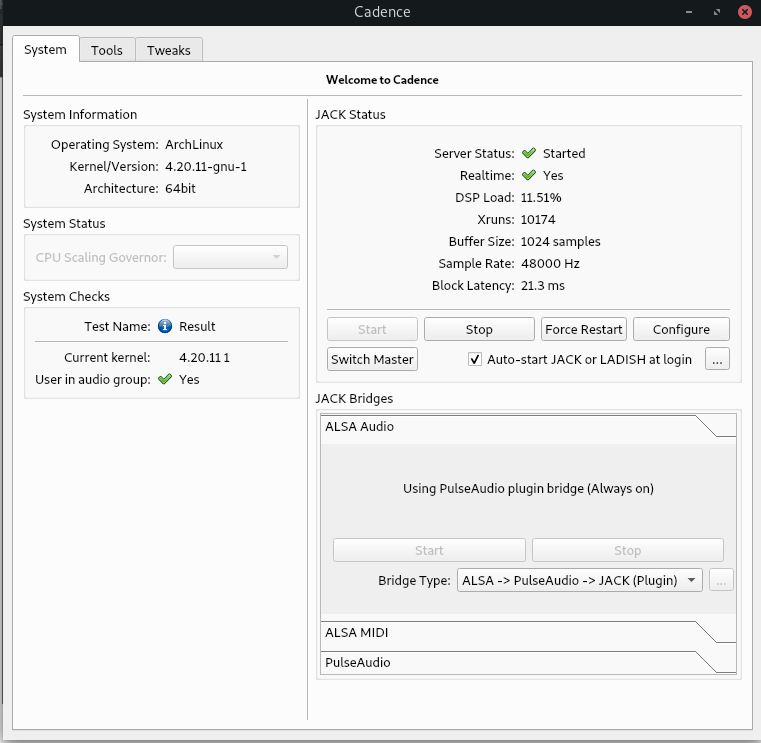 Cadence
System Tools Tweaks
Welcome to Cadence
System Information
Operating System: ArchLinux
Kernel/Version: 4.20.11-gnu-1
Architecture: 64bit
System Status
CPU Scaling Governor:
System Checks
Test Name: Result
Current kernel: 4.20.11 1
User in audio group: Yes
JACK Status
Server Status: Started
Realtime: Yes
DSP Load: 11.51%
Xruns: 10174
Buffer Size: 1024 samples
Sample Rate: 48000 Hz
Block Latency: 21.3 ms
Start Stop Force Restart Configure
Switch Master Auto-start JACK or LADISH at login ...
JACK Bridges
ALSA Audio
Using PulseAudio plugin bridge (Always on)
Start Stop
Bridge Type: ALSA -> PulseAudio -> JACK (Plugin) ...
ALSA MIDI
PulseAudio